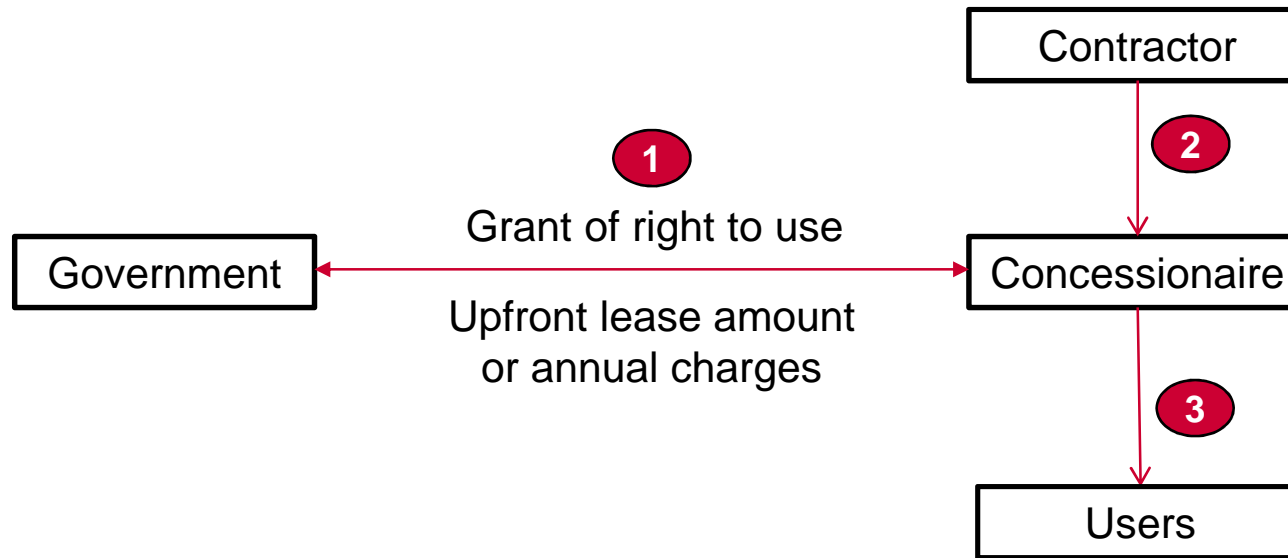 Contractor
1
2
Grant of right to use
Government
Concessionaire
Upfront lease amount
or annual charges
3
Users